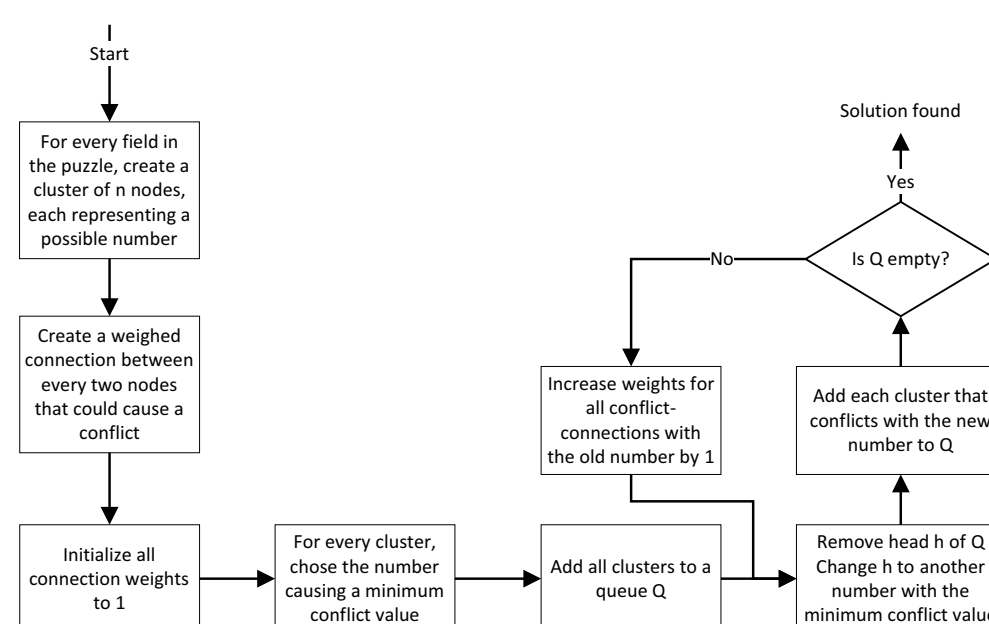 Start
For every field in
the puzzle, create a
cluster of n nodes,
each representing a
possible number
Create a weighed
connection between
every two nodes
that could cause a
conflict
Initialize all
connection weights
to 1
For every cluster,
chose the number
causing a minimum
conflict value
Add all clusters to a
queue Q
Remove head h of Q
Change h to another
number with the
minimum conflict value
Add each cluster that
conflicts with the new
number to Q
Is Q empty?
Yes
Solution found
No
Increase weights for
all conflict-
connections with
the old number by 1